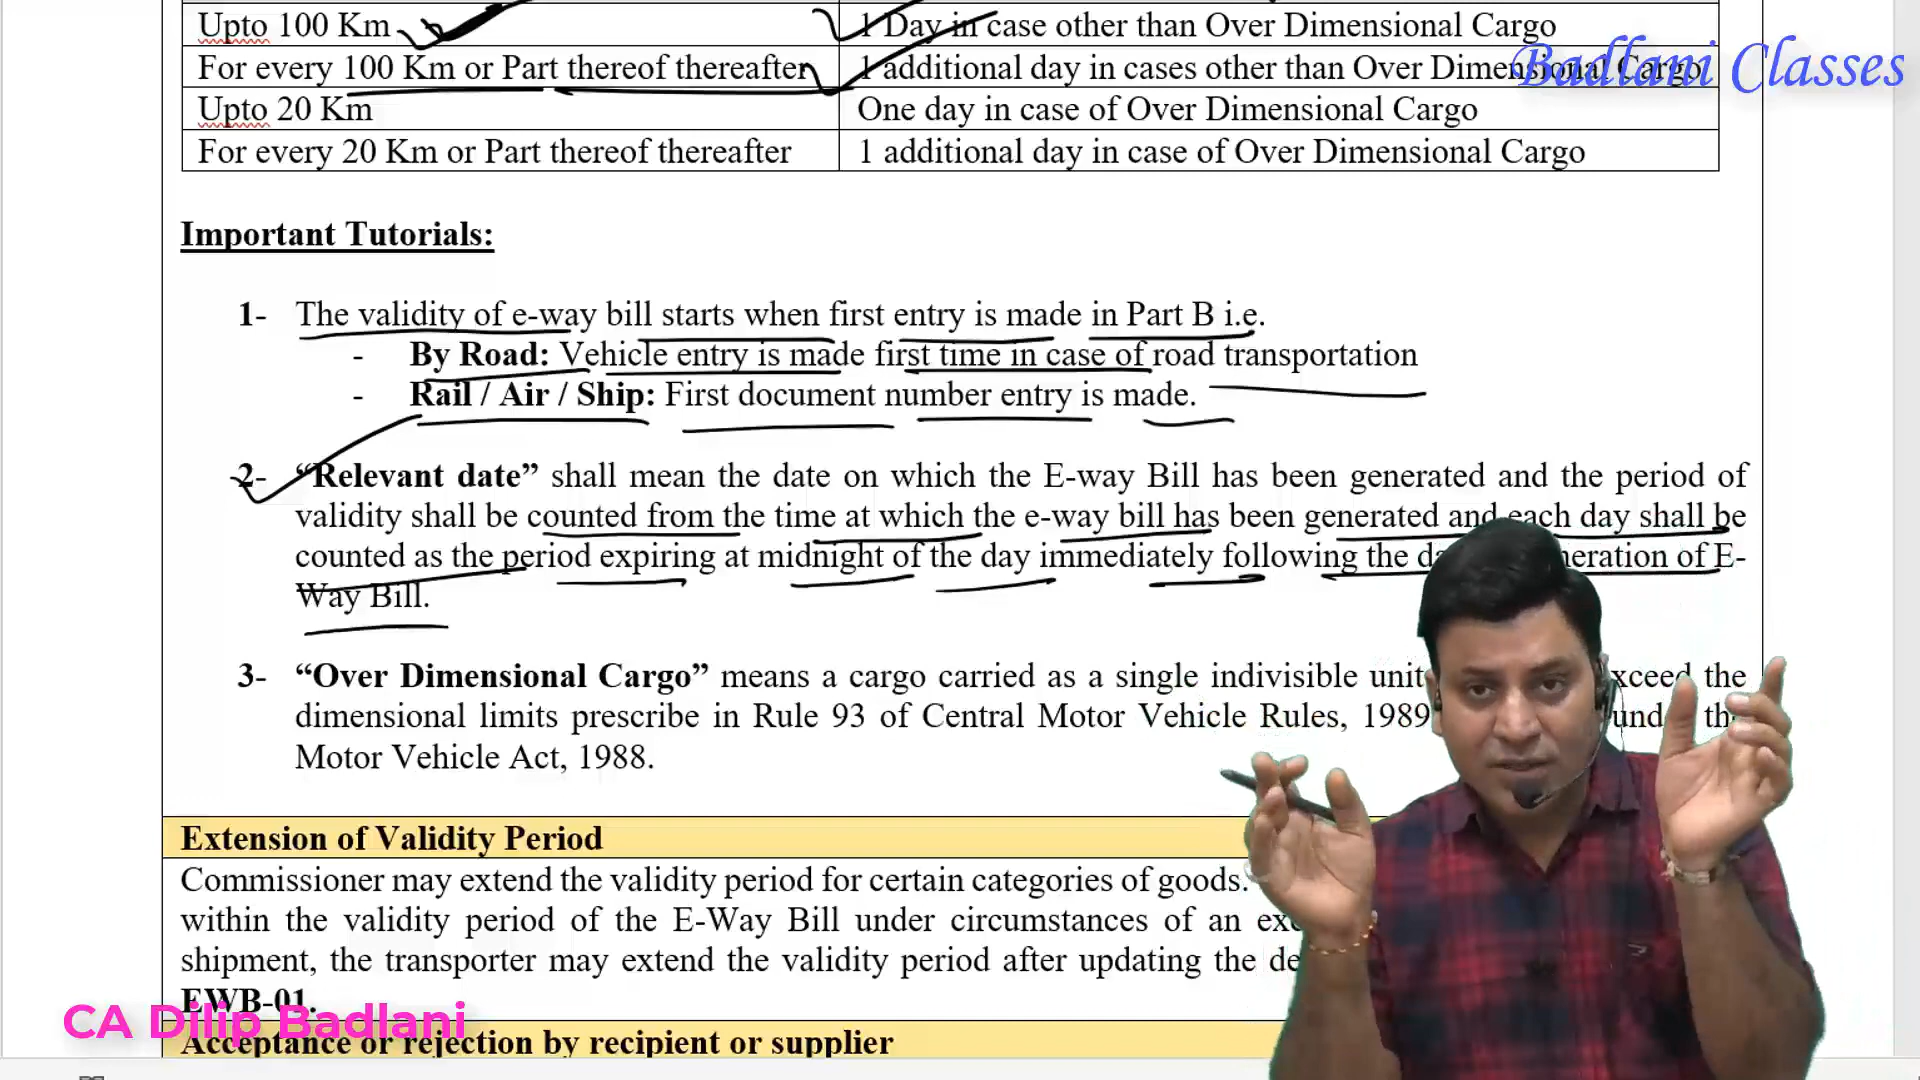 Upto 100 Km
1 Day in case other than Over Dimensional Cargo
Badlani Classes
For every 100 Km or Part thereof thereafter
1 additional day in cases other than Over Dimensional Cargo
Upto 20 Km
One day in case of Over Dimensional Cargo
For every 20 Km or Part thereof thereafter
1 additional day in case of Over Dimensional Cargo
Important Tutorials:
1- The validity of e-way bill starts when first entry is made in Part B i.e.
- By Road: Vehicle entry is made first time in case of road transportation
- Rail / Air / Ship: First document number entry is made.
2- “Relevant date” shall mean the date on which the E-way Bill has been generated and the period of
validity shall be counted from the time at which the e-way bill has been generated and each day shall be
counted as the period expiring at midnight of the day immediately following the of E-
Way Bill.
3- “Over Dimensional Cargo” means a cargo carried as a single indivisible unit the
dimensional limits prescribe in Rule 93 of Central Motor Vehicle Rules, 1989
Motor Vehicle Act, 1988.
Extension of Validity Period
Commissioner may extend the validity period for certain categories of goods.
within the validity period of the E-Way Bill under circumstances of an
shipment, the transporter may extend the validity period after updating the
EWB-01.
CA Dilip Badlani
Acceptance or rejection by recipient or supplier